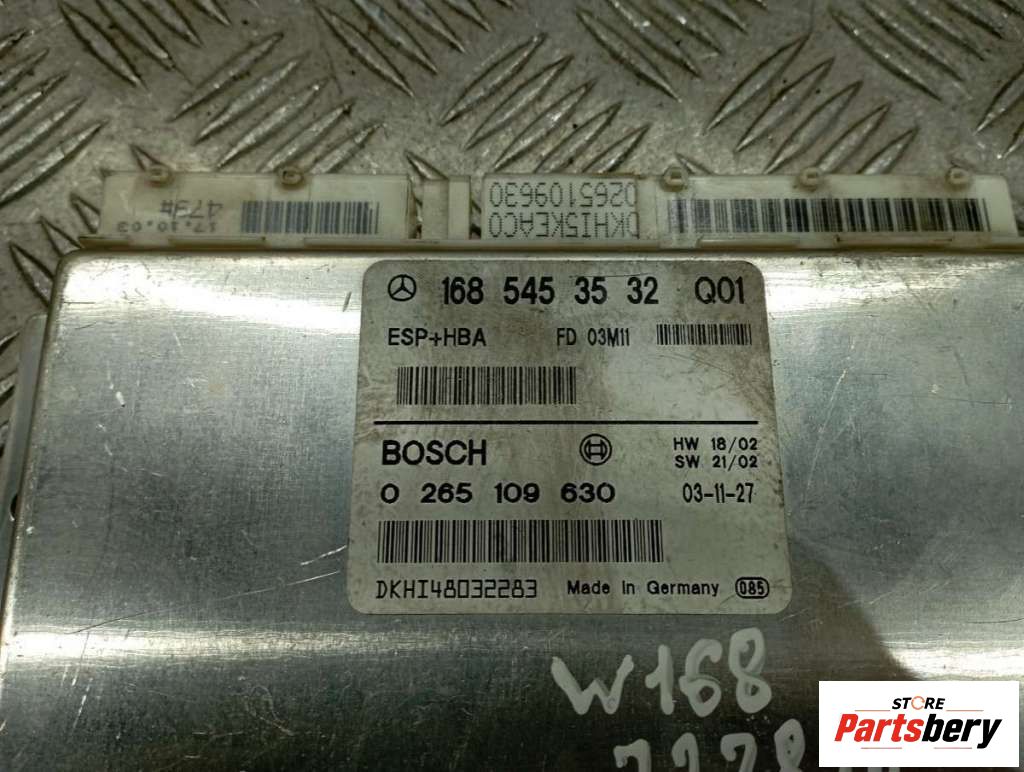 17.10.03
DKHI5KEAC0
0265109630
168 545 35 32 Q01
ESP+HBA FD 03M11
BOSCH HW 18/02
SW 21/02
0 265 109 630 03-11-27
DKHI48032283 Made in Germany 085
W168
STORE
Partsbery